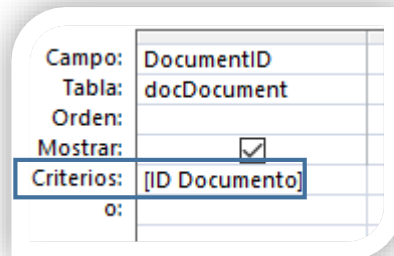 Campo: DocumentID
Tabla: docDocument
Orden:
Mostrar:
Criterios: [ID Documento]
o: